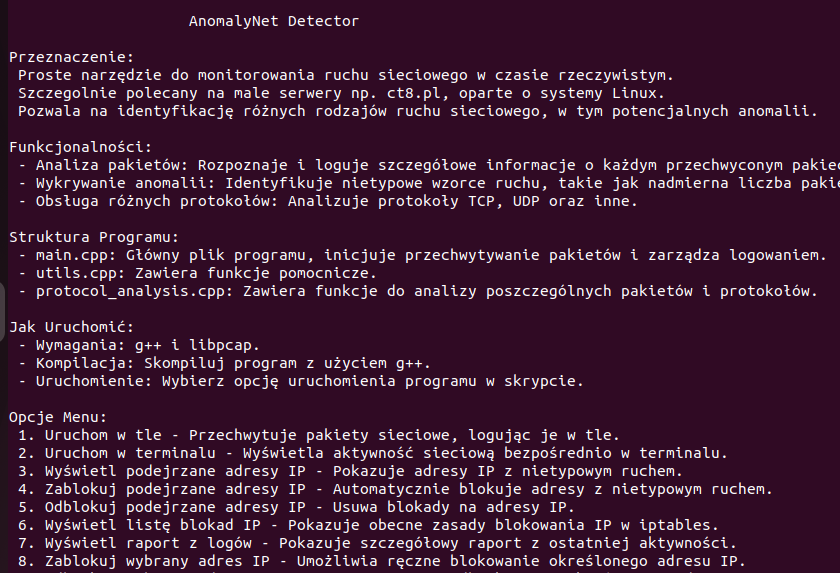 AnomalyNet Detector
Przeznaczenie:
Proste narzędzie do monitorowania ruchu sieciowego w czasie rzeczywistym.
Szczególnie polecany na male serwery np. ct8.pl, oparte o systemy Linux.
Pozwala na identyfikację różnych rodzajów ruchu sieciowego, w tym potencjalnych anomalii.
Funkcjonalności:
- Analiza pakietów: Rozpoznaje i loguje szczegółowe informacje o każdym przechwyconym
- Wykrywanie anomalii: Identyfikuje nietypowe wzorce ruchu, takie jak nadmierna liczba
- Obsługa różnych protokołów: Analizuje protokoły TCP, UDP oraz inne.
Struktura Programu:
- main.cpp: Główny plik programu, inicjuje przechwytywanie pakietów i zarządza logowaniem.
- utils.cpp: Zawiera funkcje pomocnicze.
- protocol_analysis.cpp: Zawiera funkcje do analizy poszczególnych pakietów i protokołów.
Jak Uruchomić:
- Wymagania: g++ i libpcap.
- Kompilacja: Skompiluj program z użyciem g++.
- Uruchomienie: Wybierz opcję uruchomienia programu w skrypcie.
Opcje Menu:
1. Uruchom w tle - Przechwytuje pakiety sieciowe, logując je w tle.
2. Uruchom w terminalu - Wyświetla aktywność sieciową bezpośrednio w terminalu.
3. Wyświetl podejrzane adresy IP - Pokazuje adresy IP z nietypowym ruchem.
4. Zablokuj podejrzane adresy IP - Automatycznie blokuje adresy z nietypowym ruchem.
5. Odblokuj podejrzane adresy IP - Usuwa blokady na adresy IP.
6. Wyświetl listę blokad IP - Pokazuje obecne zasady blokowania IP w iptables.
7. Wyświetl raport z logów - Pokazuje szczegółowy raport z ostatniej aktywności.
8. Zablokuj wybrany adres IP - Umożliwia ręczne blokowanie określonego adresu IP.